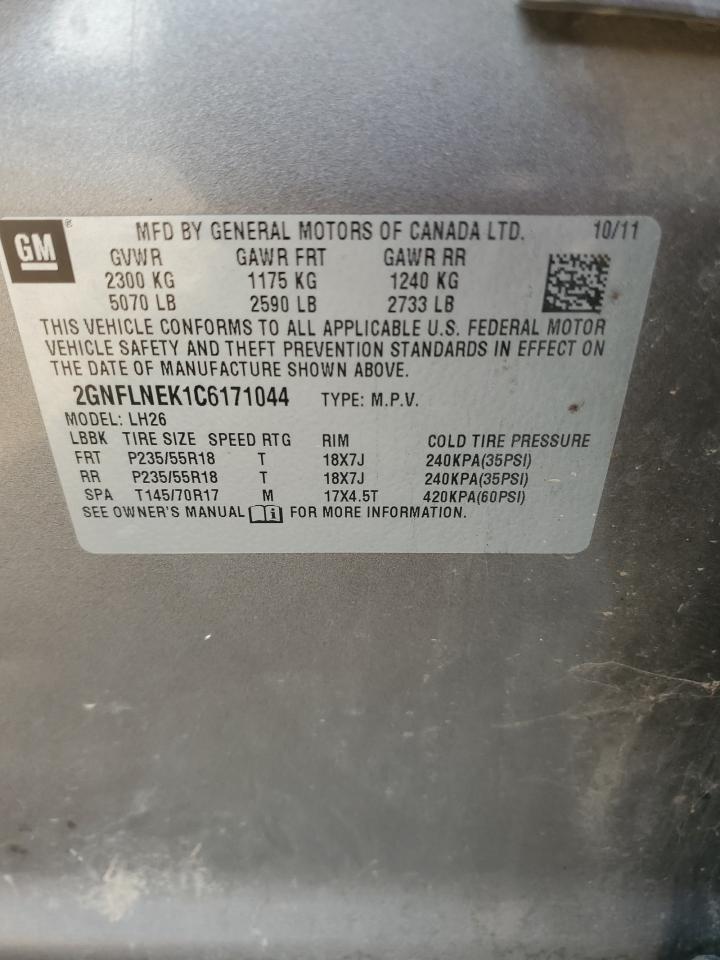 GM ® MFD BY GENERAL MOTORS OF CANADA LTD. 10/11
GVWR GAWR FRT GAWR RR
2300 KG 1175 KG 1240 KG
5070 LB 2590 LB 2733 LB
THIS VEHICLE CONFORMS TO ALL APPLICABLE U.S. FEDERAL MOTOR
VEHICLE SAFETY AND THEFT PREVENTION STANDARDS IN EFFECT ON
THE DATE OF MANUFACTURE SHOWN ABOVE.
2GNFLNEK1C6171044 TYPE: M.P.V.
MODEL: LH26
LBBK TIRE SIZE SPEED RTG RIM COLD TIRE PRESSURE
FRT P235/55R18 T 18X7J 240KPA(35PSI)
RR P235/55R18 T 18X7J 240KPA(35PSI)
SPA T145/70R17 M 17X4.5T 420KPA(60PSI)
SEE OWNER'S MANUAL i FOR MORE INFORMATION.